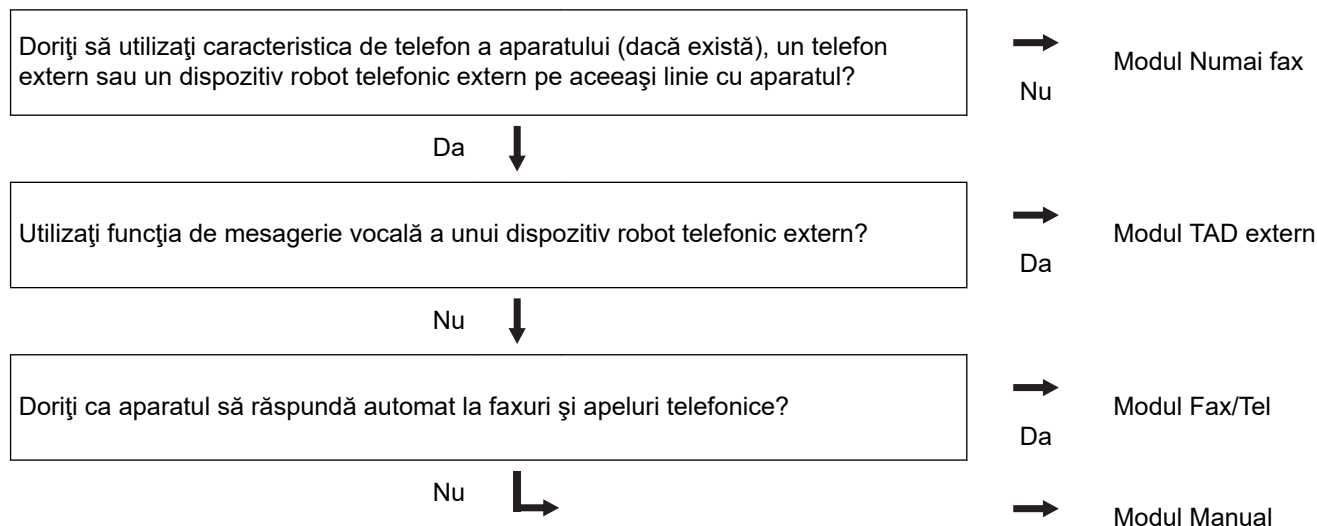 Doriţi să utilizaţi caracteristica de telefon a aparatului (dacă există), un telefon
extern sau un dispozitiv robot telefonic extern pe aceeaşi linie cu aparatul?
Modul Numai fax
Nu
Da
Utilizaţi funcţia de mesagerie vocală a unui dispozitiv robot telefonic extern?
Modul TAD extern
Da
Nu
Doriţi ca aparatul să răspundă automat la faxuri şi apeluri telefonice?
Modul Fax/Tel
Da
Nu
Modul Manual